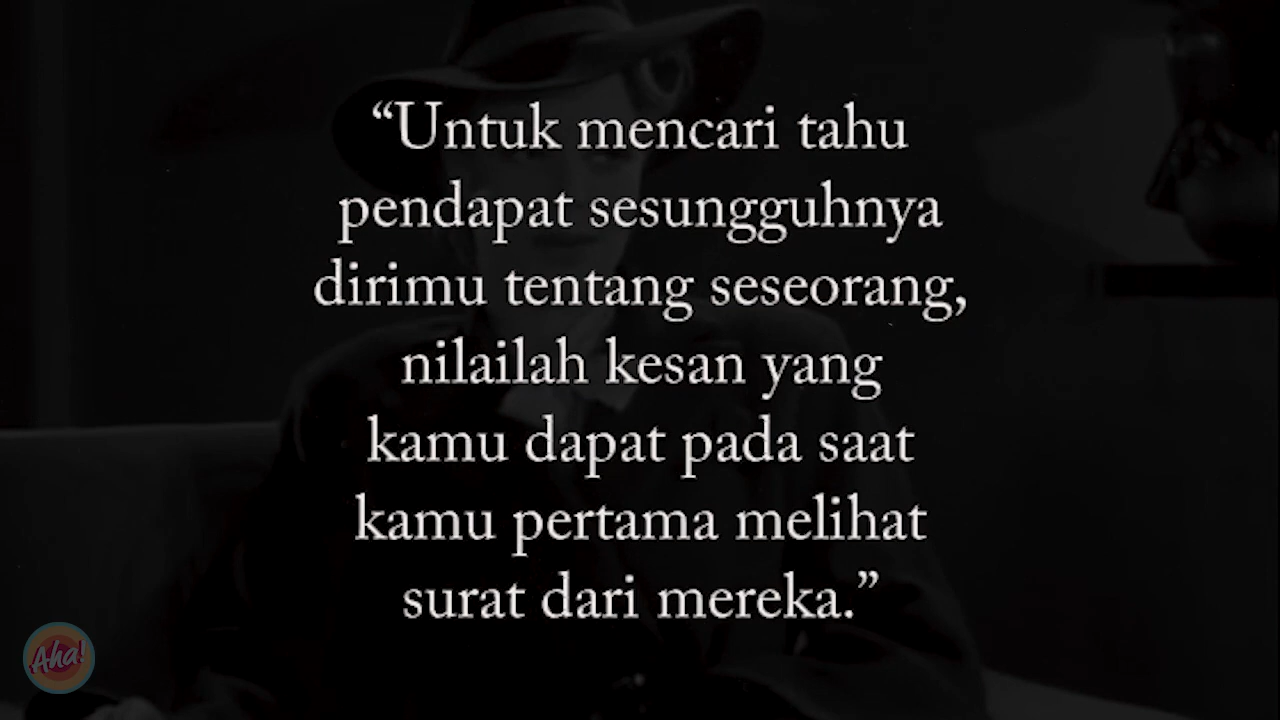 “Untuk mencari tahu
pendapat sesungguhnya
dirimu tentang seseorang,
nilailah kesan yang
kamu dapat pada saat
kamu pertama melihat
surat dari mereka.”
Aha!